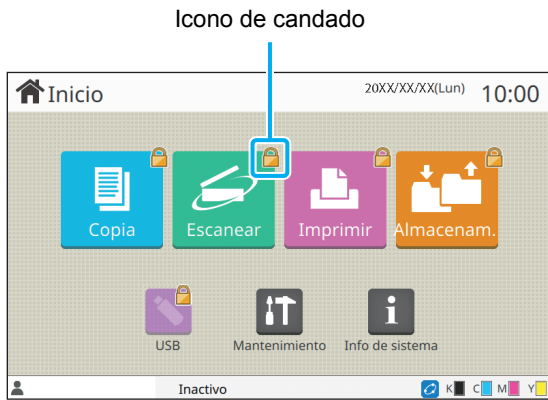 Icono de candado
Inicio
20XX/XX/XX(Lun) 10:00
Copia Escanear Imprimir Almacenam.
USB Mantenimiento Info de sistema
Inactivo K C M Y